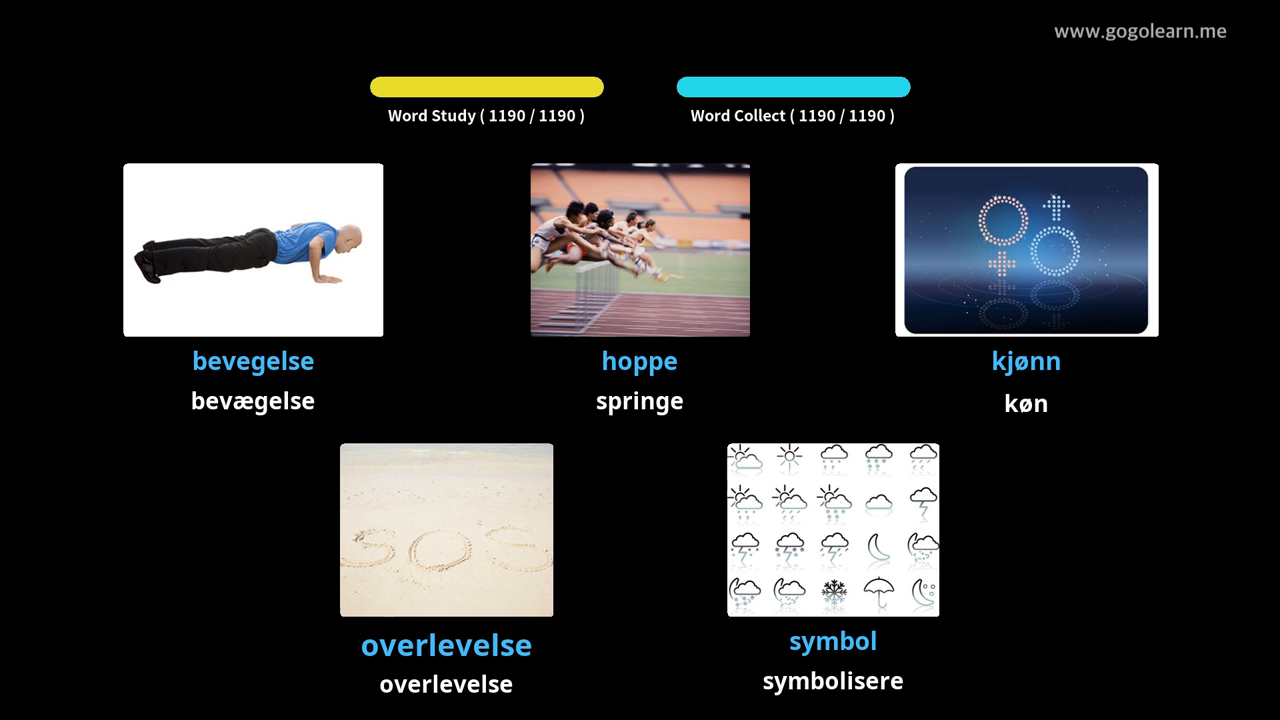 www.gogolearn.me
Word Study ( 1190 / 1190 )
Word Collect ( 1190 / 1190 )
bevegelse
bevægelse
hoppe
springe
kjønn
køn
SOS
overlevelse
overlevelse
symbol
symbolisere